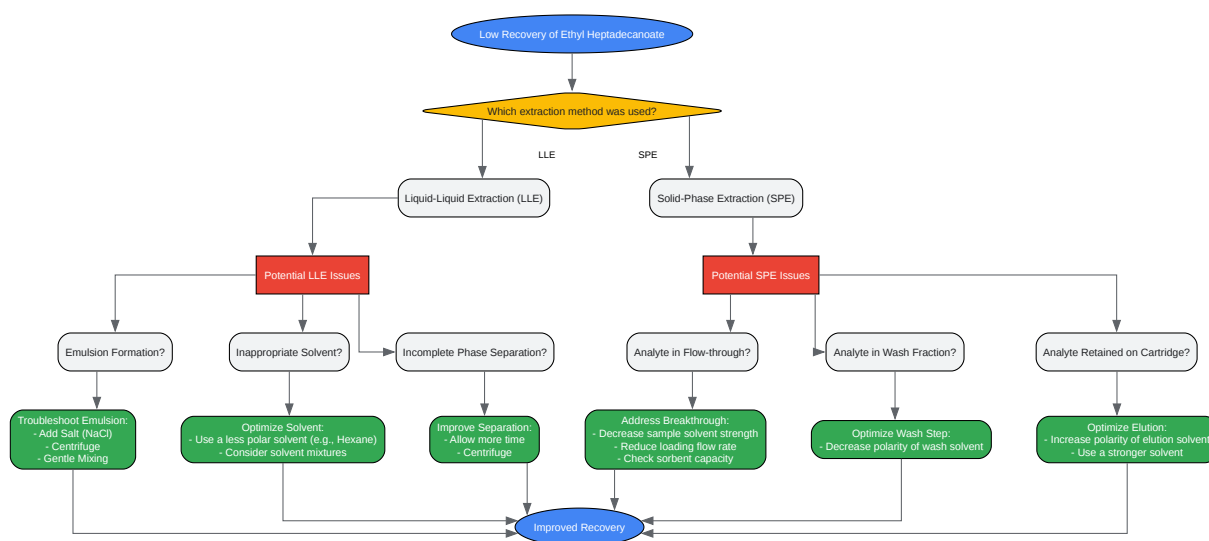 Low Recovery of Ethyl Heptadecanoate
Which extraction method was used?
LLE
SPE
Liquid-Liquid Extraction (LLE)
Solid-Phase Extraction (SPE)
Potential LLE Issues
Potential SPE Issues
Emulsion Formation?
Inappropriate Solvent?
Incomplete Phase Separation?
Analyte in Flow-through?
Analyte in Wash Fraction?
Analyte Retained on Cartridge?
Troubleshoot Emulsion:
- Add Salt (NaCl)
- Centrifuge
- Gentle Mixing
Optimize Solvent:
- Use a less polar solvent (e.g., Hexane)
- Consider solvent mixtures
Improve Separation:
- Allow more time
- Centrifuge
Address Breakthrough:
- Decrease sample solvent strength
- Reduce loading flow rate
- Check sorbent capacity
Optimize Wash Step:
- Decrease polarity of wash solvent
Optimize Elution:
- Increase polarity of elution solvent
- Use a stronger solvent
Improved Recovery